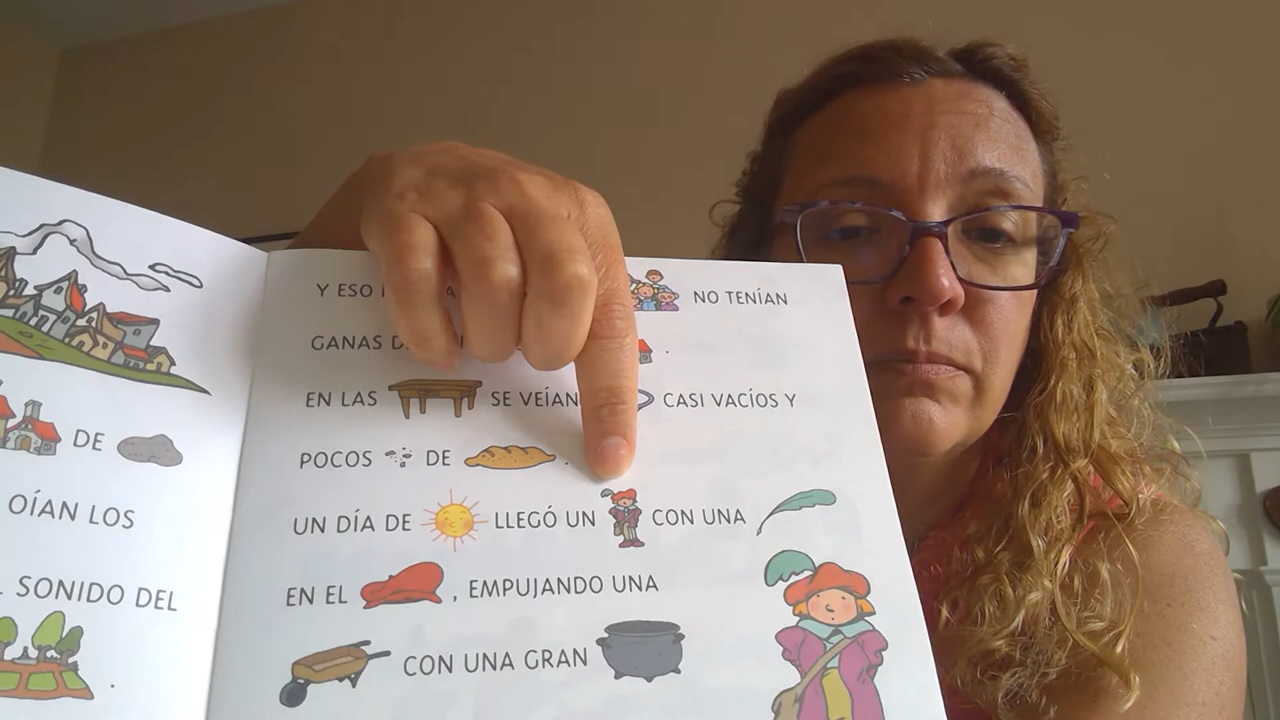 DE
OÍAN LOS
SONIDO DEL
.
Y ESO NO TENÍAN
GANAS .
EN LAS SE VEÍAN CASI VACÍOS Y
POCOS DE .
UN DÍA DE LLEGÓ UN CON UNA
EN EL , EMPUJANDO UNA
CON UNA GRAN